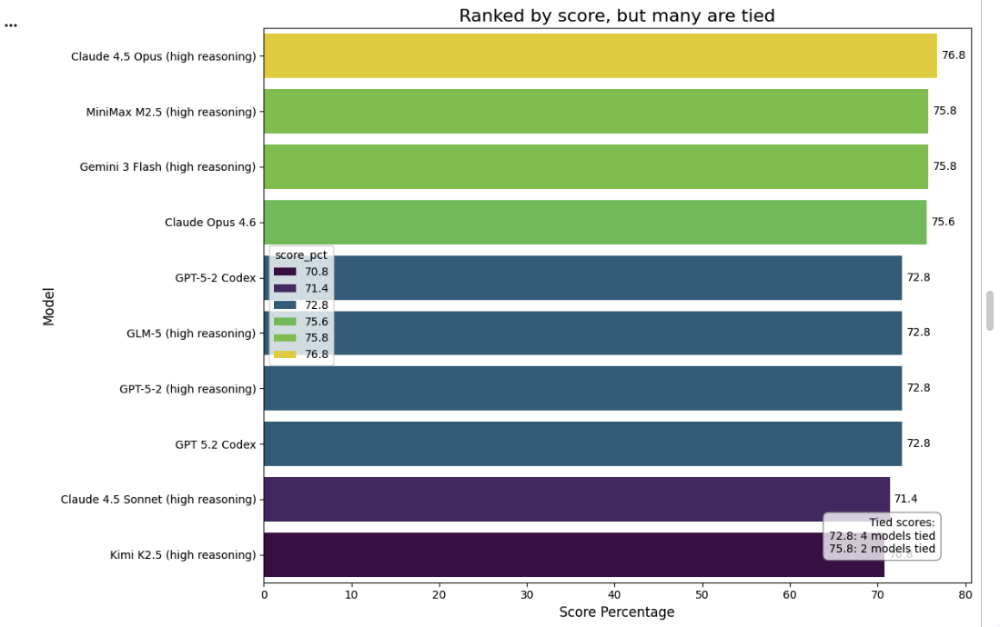 ...
Ranked by score, but many are tied
Claude 4.5 Opus (high reasoning)
76.8
MiniMax M2.5 (high reasoning)
75.8
Gemini 3 Flash (high reasoning)
75.8
Claude Opus 4.6
75.6
GPT-5-2 Codex
72.8
GLM-5 (high reasoning)
72.8
GPT-5-2 (high reasoning)
72.8
GPT 5.2 Codex
72.8
Claude 4.5 Sonnet (high reasoning)
71.4
Kimi K2.5 (high reasoning)
70.8
Model
score_pct
70.8
71.4
72.8
75.6
75.8
76.8
Tied scores:
72.8: 4 models tied
75.8: 2 models tied
0 10 20 30 40 50 60 70 80
Score Percentage